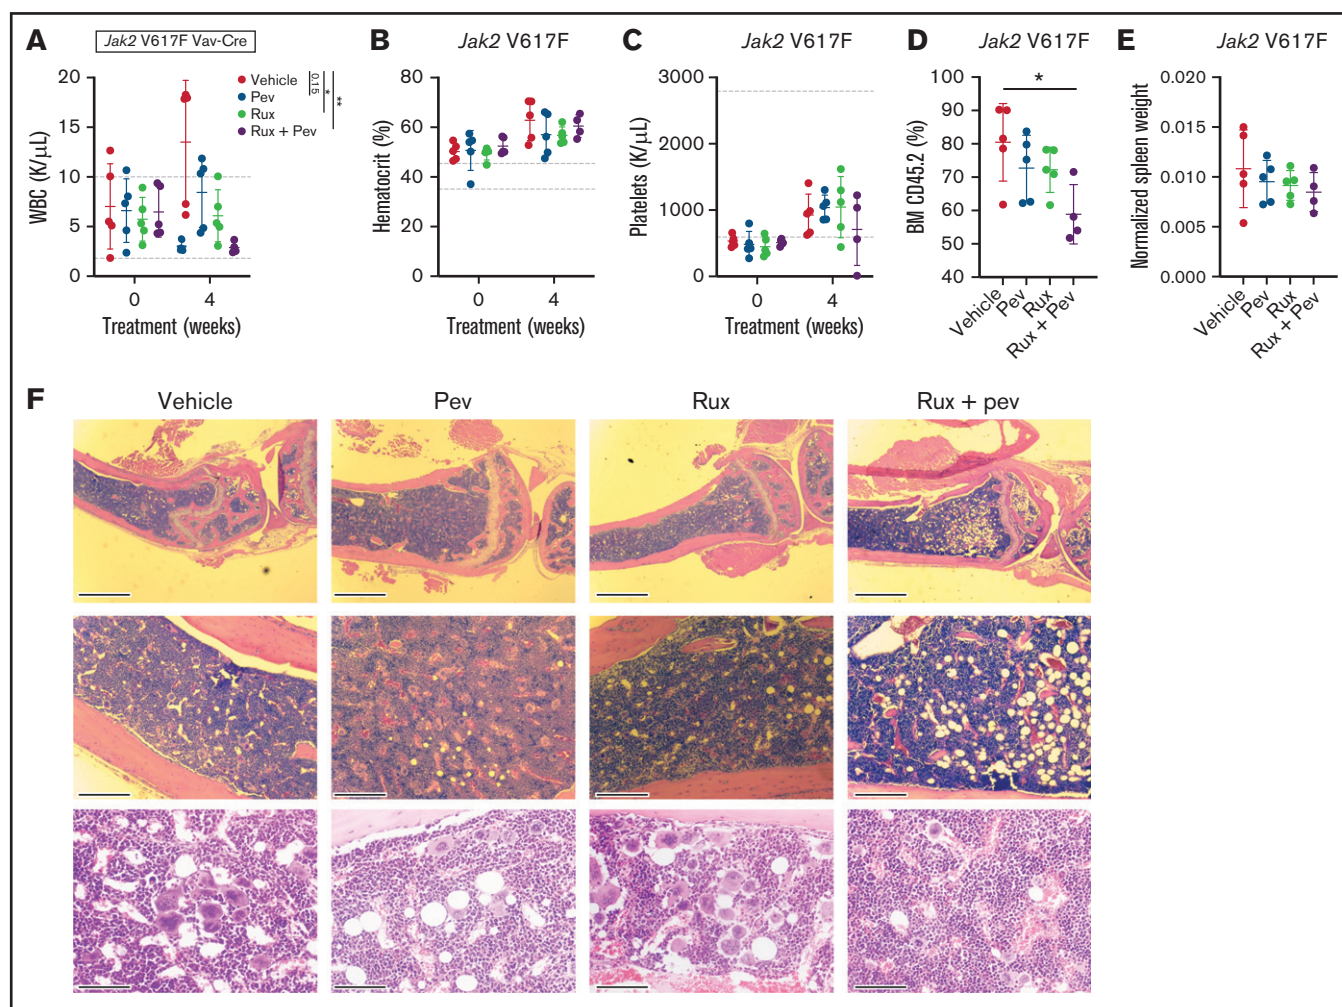 A
Jak2 V617F Vav-Cre
WBC (K/μL)
20
15
10
5
0
0
4
Treatment (weeks)
Vehicle
Pev
Rux
Rux + Pev
0.15
*
**
B
Jak2 V617F
Hematocrit (%)
80
60
40
20
0
0
4
Treatment (weeks)
C
Jak2 V617F
Platelets (K/μL)
3000
2000
1000
0
0
4
Treatment (weeks)
D
Jak2 V617F
*
BM CD45.2 (%)
100
90
80
70
60
50
40
Vehicle
Pev
Rux
Rux + Pev
E
Jak2 V617F
Normalized spleen weight
0.020
0.015
0.010
0.005
0.000
Vehicle
Pev
Rux
Rux + Pev
F
Vehicle
Pev
Rux
Rux + pev